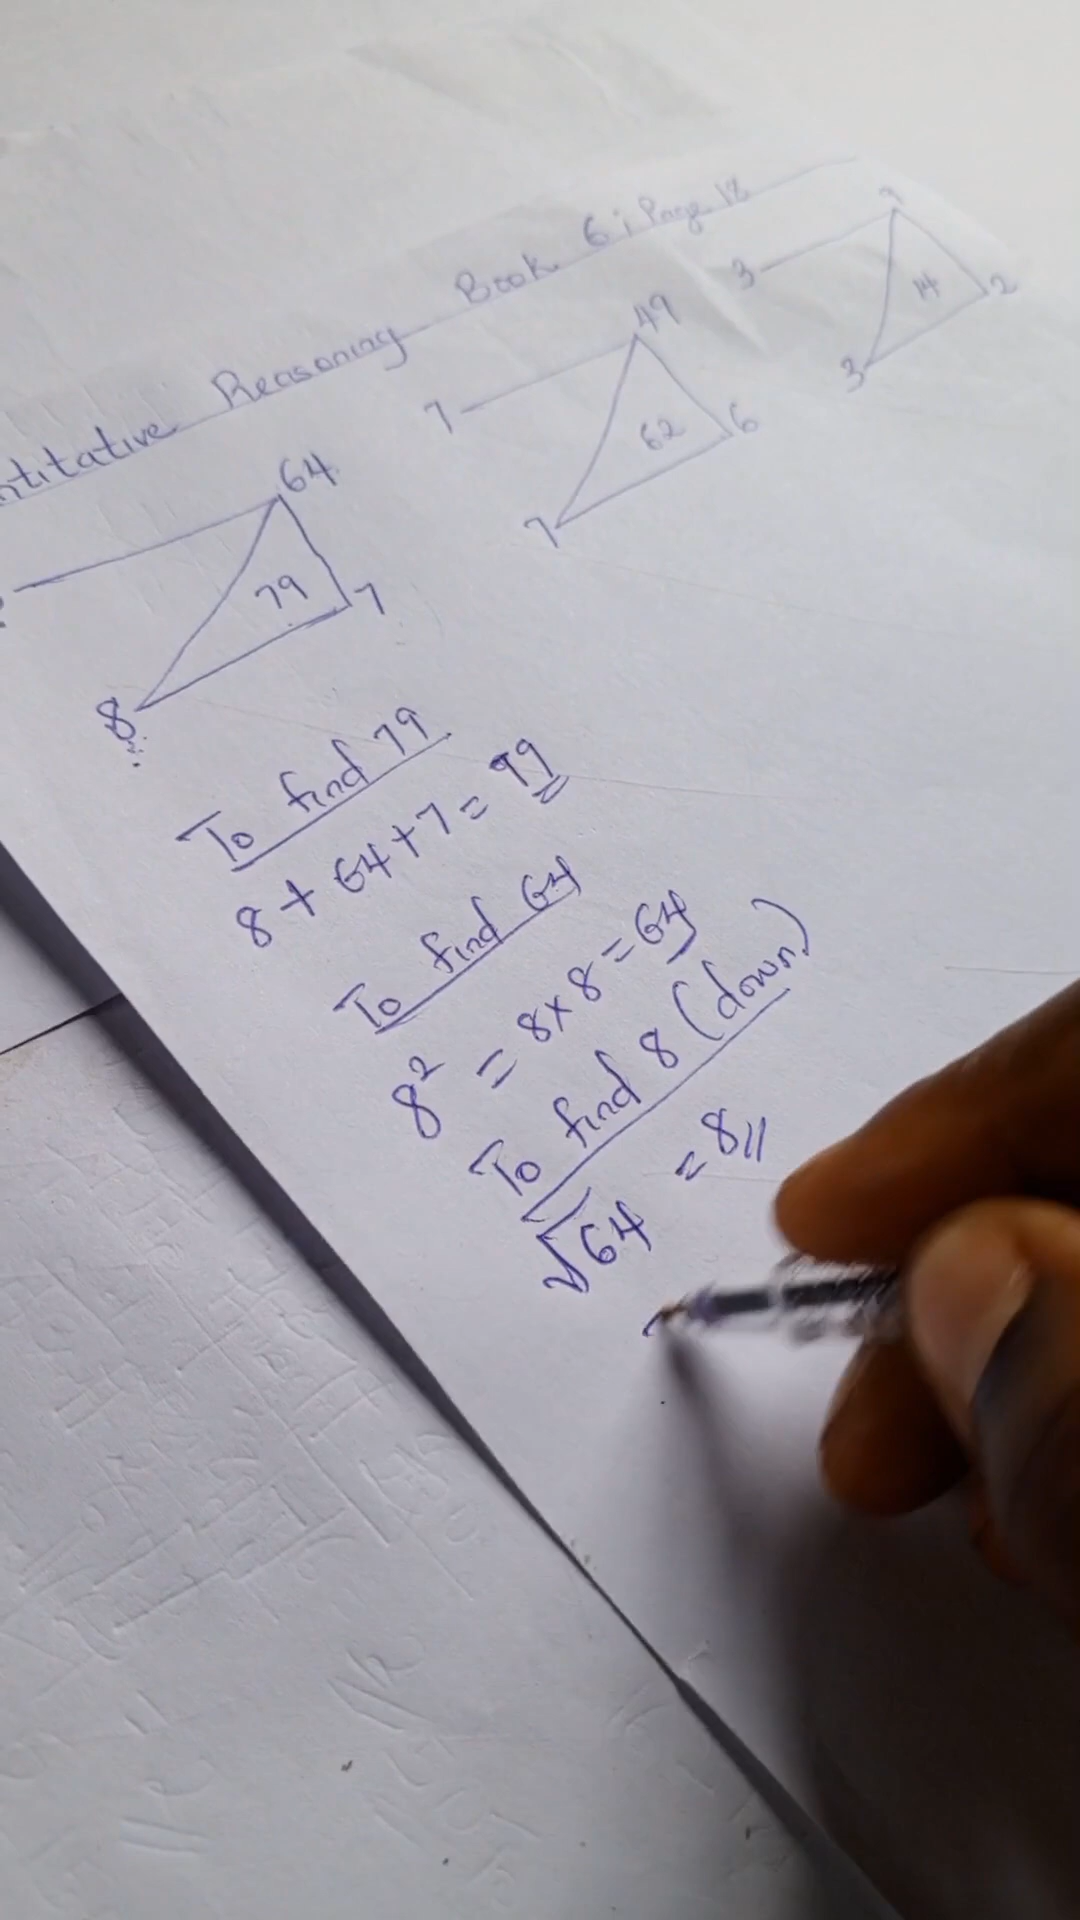 ntitative Reasoning Book 6; Page 18
64
79
7
8
49
7
62
6
7
3
14
2
3
To find 79
8 + 64 + 7 = 79
To find 64
8² = 8 x 8 = 64
To find 8 (down)
√64 = 8